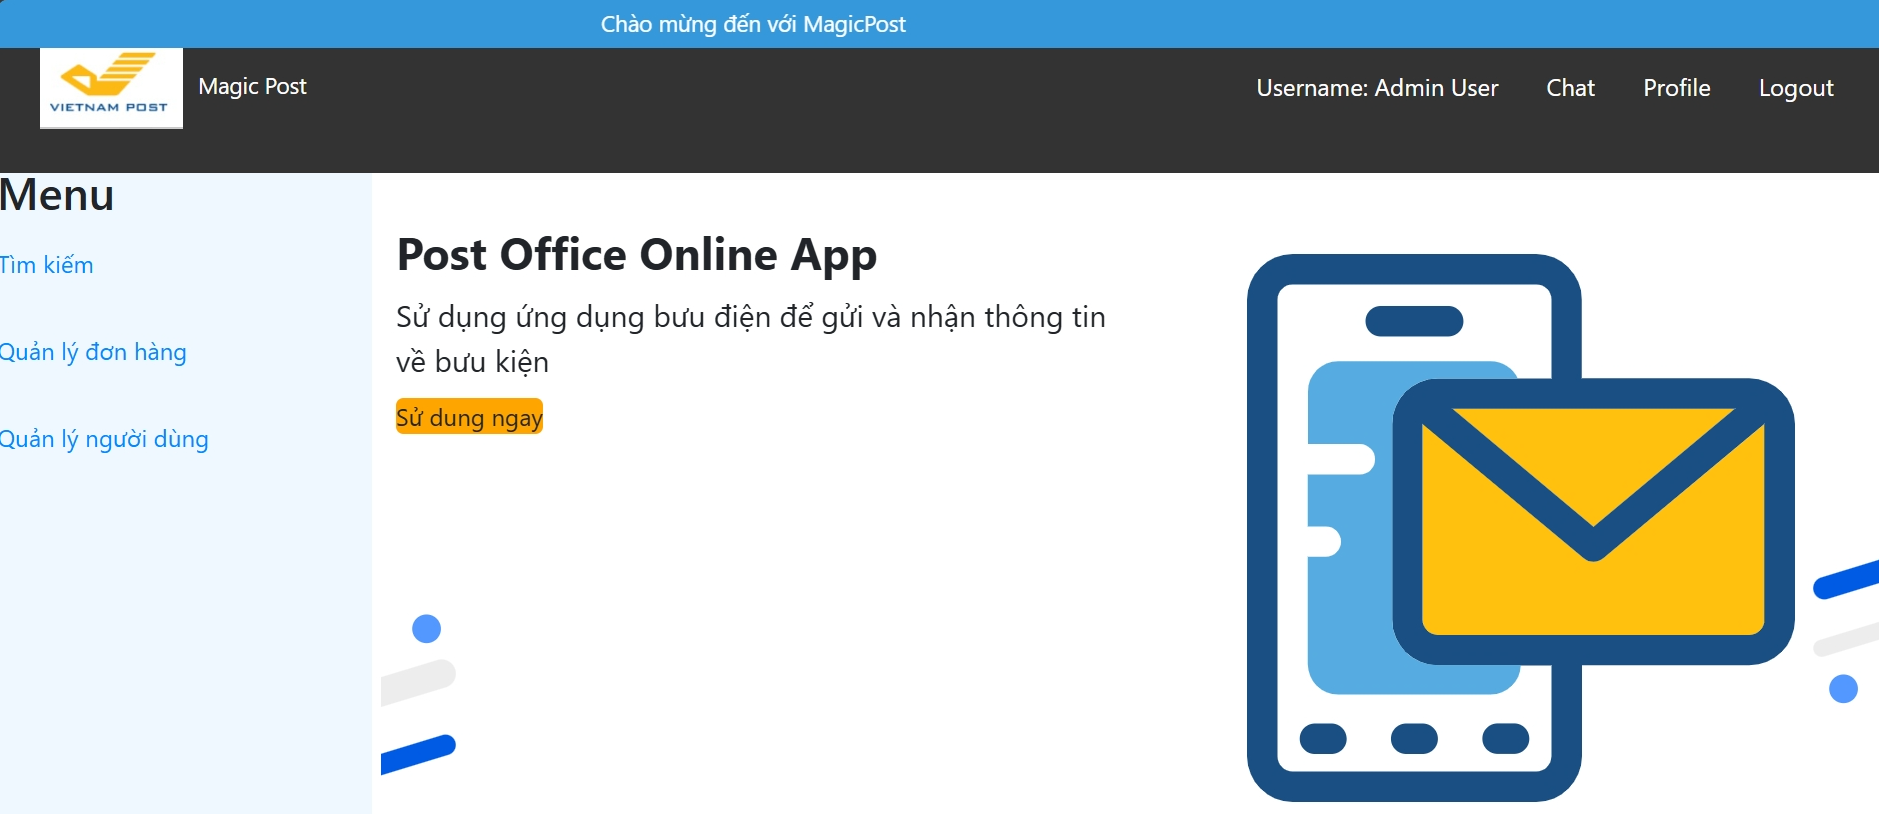 Chào mừng đến với MagicPost
VIETNAM POST
Magic Post
Username: Admin User
Chat
Profile
Logout
Menu
Tìm kiếm
Quản lý đơn hàng
Quản lý người dùng
Post Office Online App
Sử dụng ứng dụng bưu điện để gửi và nhận thông tin
về bưu kiện
Sử dung ngay